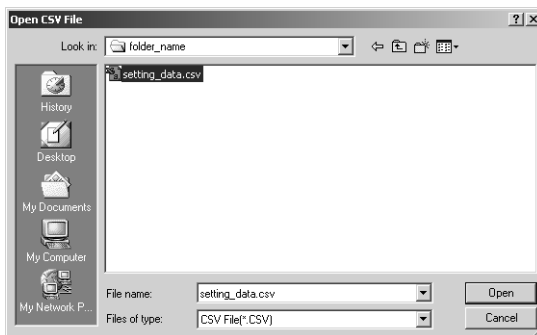 Open CSV File
Look in: folder_name
setting_data.csv
History
Desktop
My Documents
My Computer
My Network P...
File name: setting_data.csv Open
Files of type: CSV File(*.CSV) Cancel